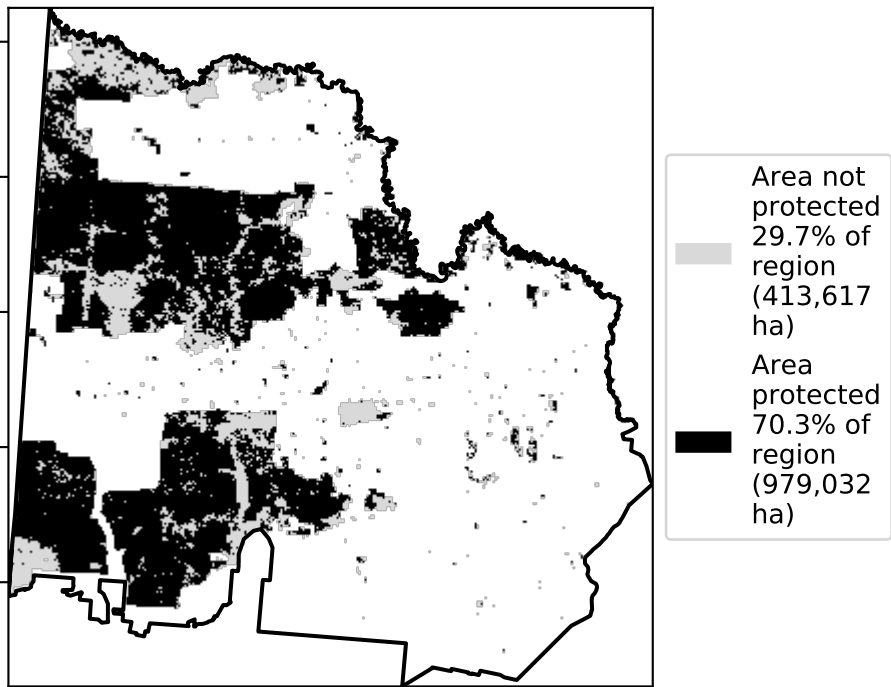 Area not
protected
29.7% of
region
(413,617
ha)
Area
protected
70.3% of
region
(979,032
ha)